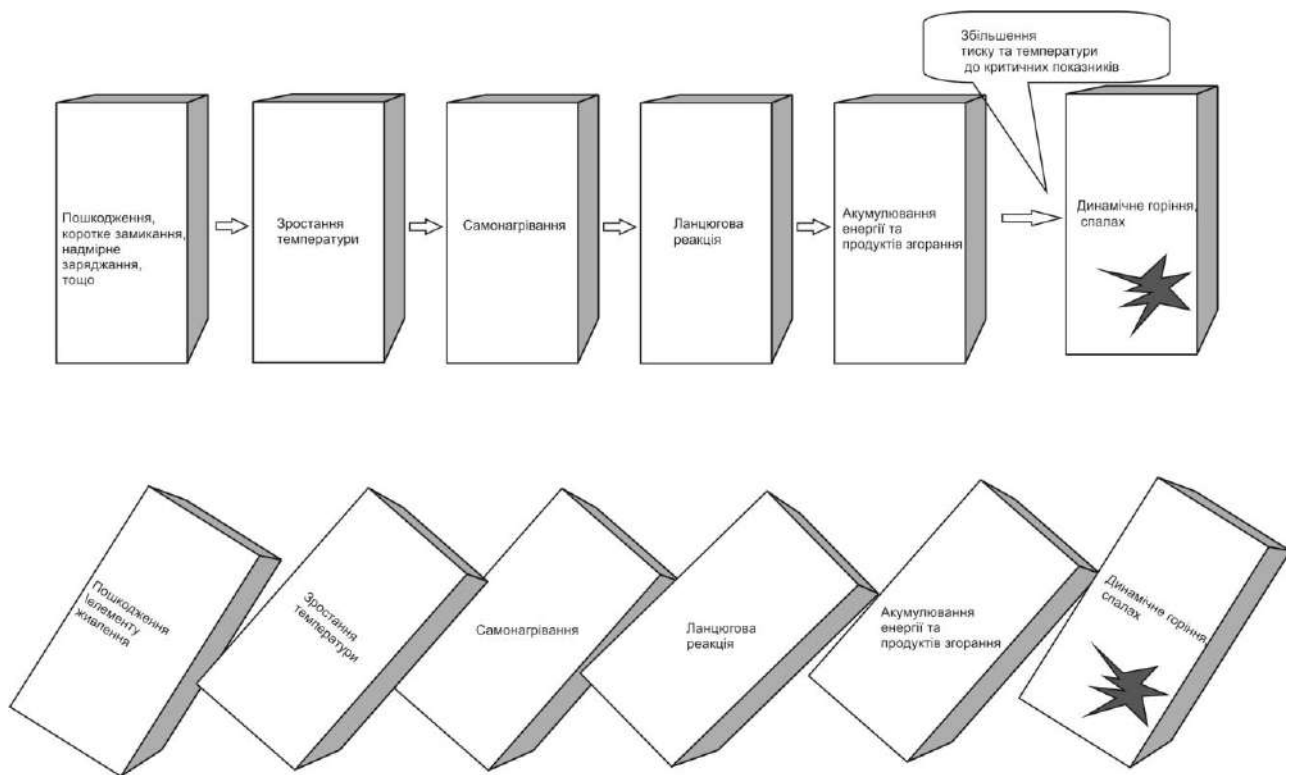 Збільшення
тиску та температури
до критичних показників
Пошкодження,
коротке замикання,
надмірне
заряджання,
тощо
Зростання
температури
Самонагрівання
Ланцюгова
реакція
Акумулювання
енергії та
продуктів згорання
Динамічне горіння,
спалах
Пошкодження
\елементу
живлення
Зростання
температури
Самонагрівання
Ланцюгова
реакція
Акумулювання
енергії та
продуктів згорання
Динамічне горіння,
спалах